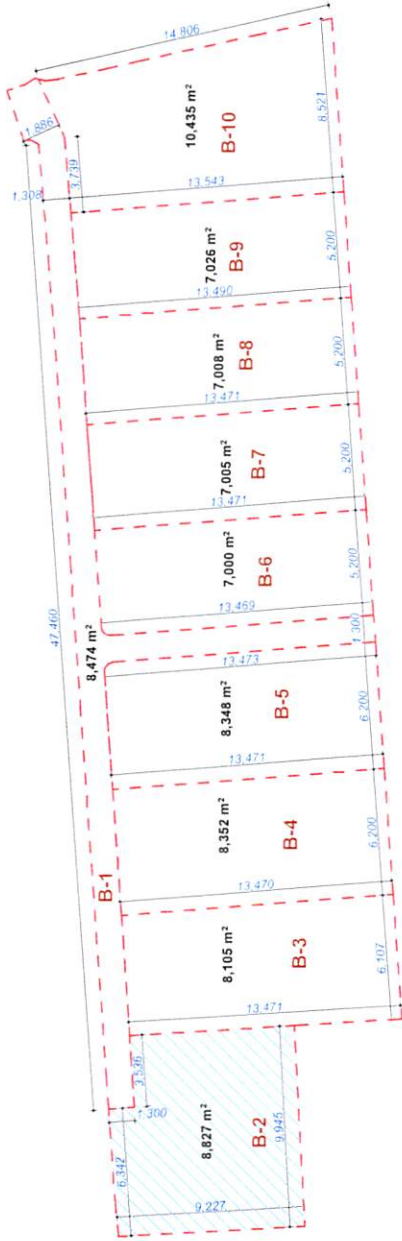 14,806
1,886
1,308
3,739
10,435 m²
B-10
13,543
8,521
7,026 m²
B-9
13,490
5,200
7,008 m²
B-8
13,471
5,200
7,005 m²
B-7
13,471
5,200
7,000 m²
B-6
13,469
5,200
47,460
8,474 m²
1,300
13,473
8,348 m²
B-5
6,200
13,471
8,352 m²
B-4
6,200
B-1
13,470
8,105 m²
B-3
6,107
13,471
3,536
1,300
6,342
8,827 m²
B-2
9,945
9,227